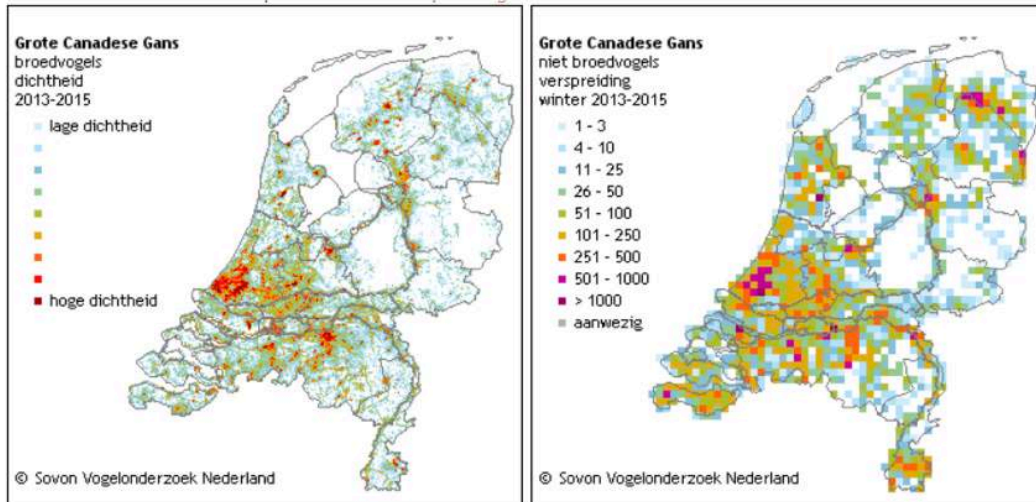 Grote Canadese Gans
broedvogels
dichtheid
2013-2015
lage dichtheid
hoge dichtheid
© Sovon Vogelonderzoek Nederland
Grote Canadese Gans
niet broedvogels
verspreiding
winter 2013-2015
1 - 3
4 - 10
11 - 25
26 - 50
51 - 100
101 - 250
251 - 500
501 - 1000
> 1000
aanwezig
© Sovon Vogelonderzoek Nederland